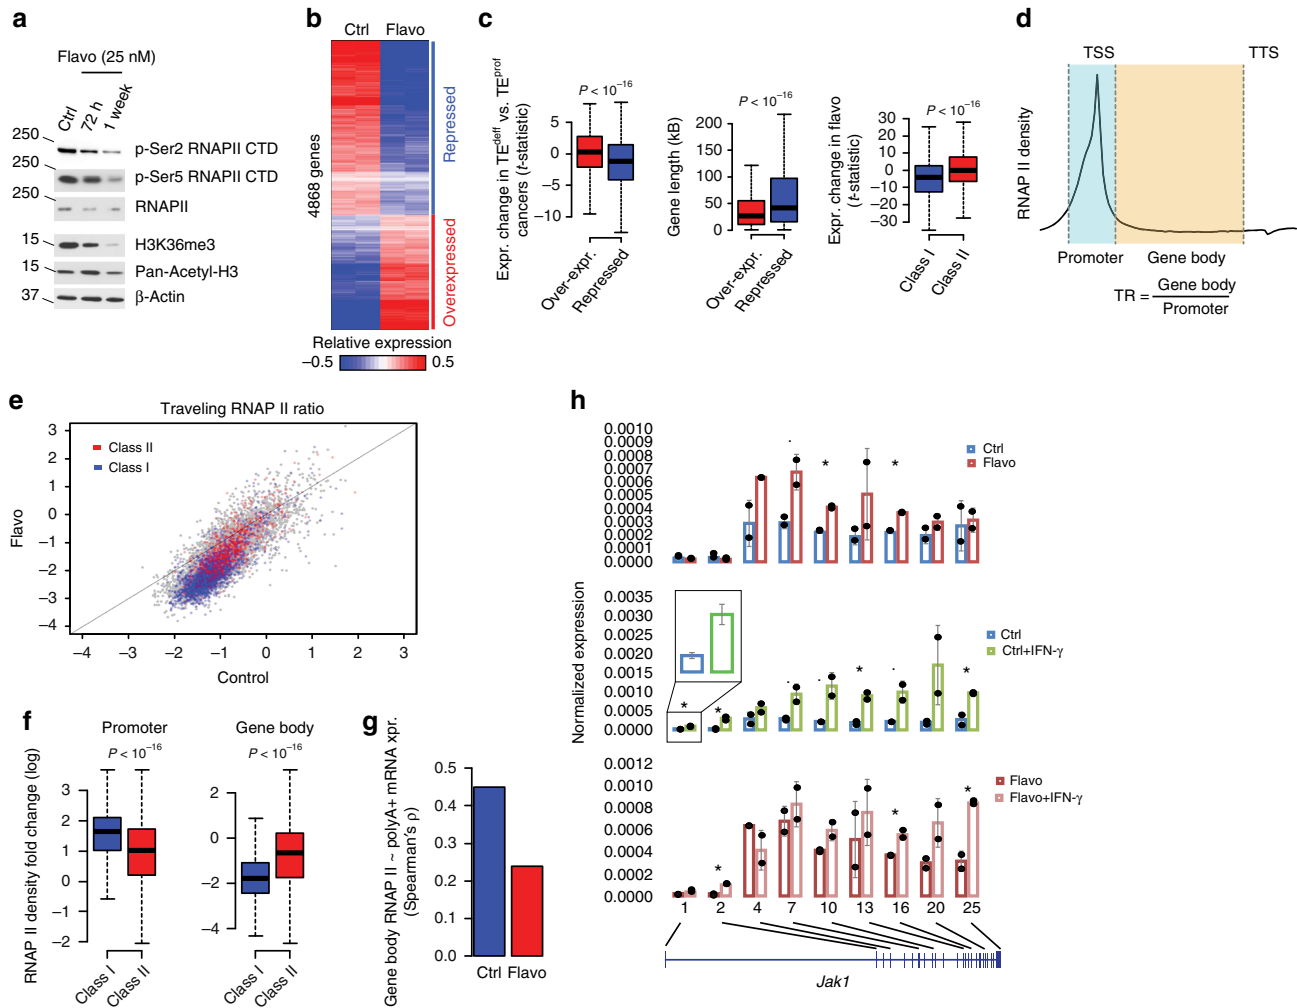 a
Flavo (25 nM)
Ctrl
72 h
1 week
250
p-Ser2 RNAPII CTD
250
p-Ser5 RNAPII CTD
250
RNAPII
15
H3K36me3
15
Pan-Acetyl-H3
37
β-Actin
b
Ctrl Flavo
4868 genes
Repressed
Overexpressed
Relative expression
−0.5 0.5
c
Expr. change in TEdeff vs. TEprof
cancers (t-statistic)
P < 10−16
5
0
−5
−10
Over-expr.
Repressed
Gene length (kB)
P < 10−16
200
150
100
50
0
Over-expr.
Repressed
Expr. change in flavo
(t-statistic)
P < 10−16
30
20
10
0
−10
−20
−30
Class I
Class II
d
TSS TTS
RNAP II density
Promoter Gene body
TR = Gene body
Promoter
e
Traveling RNAP II ratio
Class II
Class I
Flavo
3
2
1
0
−1
−2
−3
−4
−4 −3 −2 −1 0 1 2 3
Control
f
RNAP II density fold change (log)
Promoter
P < 10−16
3
2
1
0
−1
−2
Class I
Class II
Gene body
P < 10−16
2
0
−2
−4
Class I
Class II
g
Gene body RNAP II ~ polyA+ mRNA xpr.
(Spearman's ρ)
0.5
0.4
0.3
0.2
0.1
0.0
Ctrl Flavo
h
Normalized expression
0.0010
0.0009
0.0008
0.0007
0.0006
0.0005
0.0004
0.0003
0.0002
0.0001
0.0000
* *
Ctrl
Flavo
0.0035
0.0030
0.0025
0.0020
0.0015
0.0010
0.0005
0.0000
* * * *
Ctrl
Ctrl+IFN-γ
0.0012
0.0010
0.0008
0.0006
0.0004
0.0002
0.0000
* * *
Flavo
Flavo+IFN-γ
1 2 4 7 10 13 16 20 25
Jak1